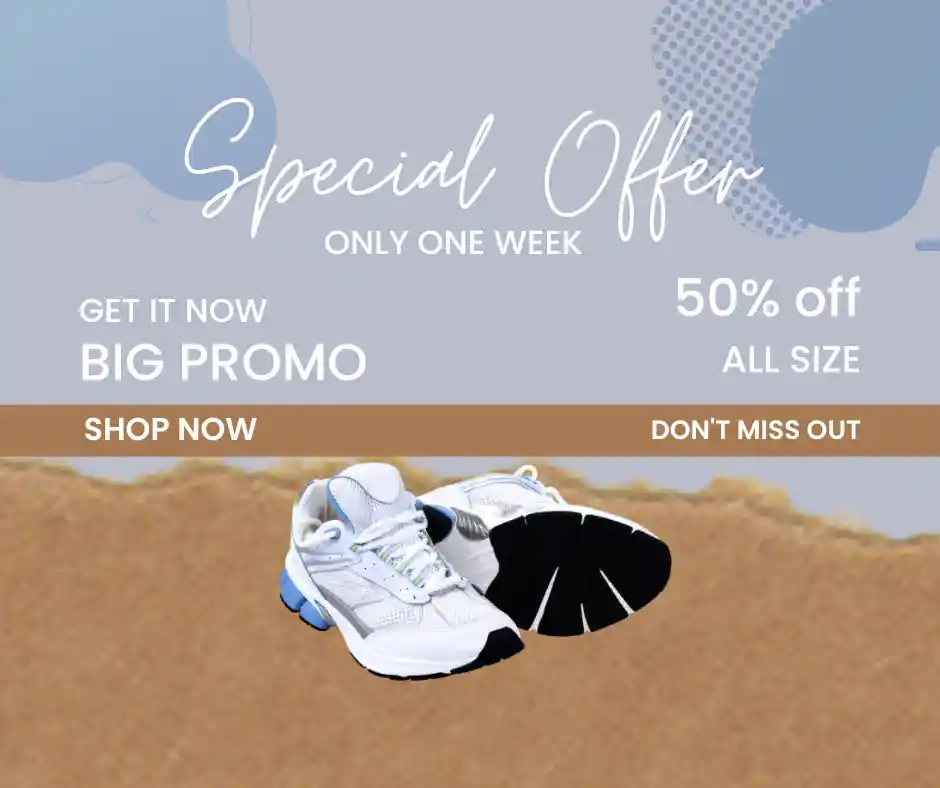 Special Offer
ONLY ONE WEEK
GET IT NOW
BIG PROMO
50% off
ALL SIZE
SHOP NOW
DON'T MISS OUT